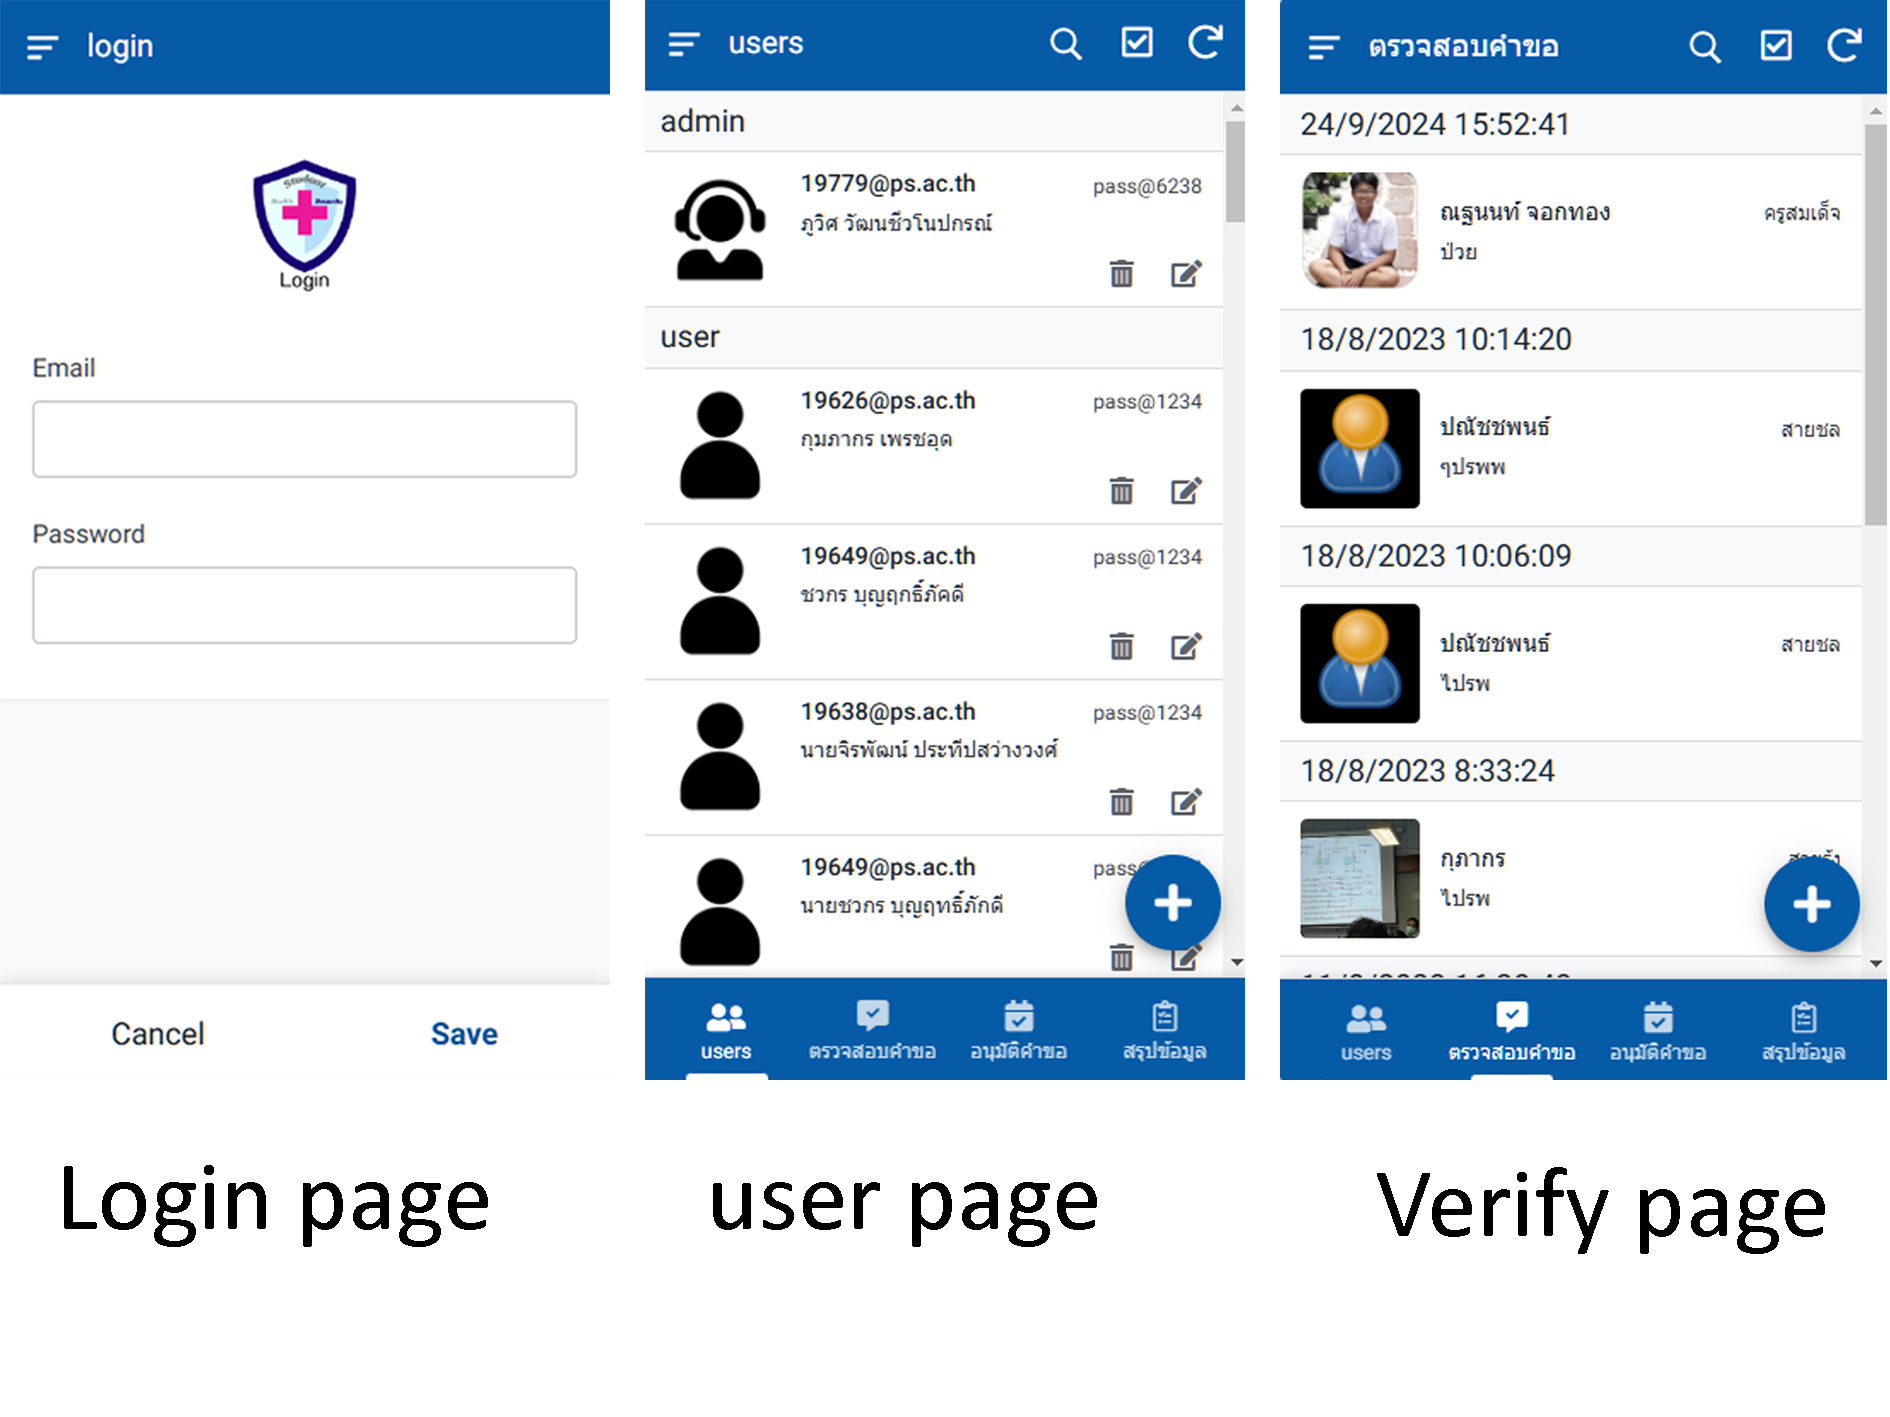 login
Student
Login
Email
Password
Cancel
Save
Login page
users
admin
19779@ps.ac.th
pass@6238
ภูวิศ วัฒนชีวโนปกรณ์
user
19626@ps.ac.th
pass@1234
กุมภากร เพรชอุด
19649@ps.ac.th
pass@1234
ชวกร บุญฤกธิ์ภัคดี
19638@ps.ac.th
pass@1234
นายจิรพัฒน์ ประทีปสว่างวงศ์
19649@ps.ac.th
นายชวกร บุญฤทธิ์ภักดี
users
ตรวจสอบคำขอ
อนุมัติคำขอ
สรุปข้อมูล
user page
ตรวจสอบคำขอ
24/9/2024 15:52:41
ณฐนนท์ จอกทอง
ครูสมเด็จ
ป่วย
18/8/2023 10:14:20
ปณัชชพนธ์
สายชล
ๆปรพพ
18/8/2023 10:06:09
ปณัชชพนธ์
สายชล
ไปรพ
18/8/2023 8:33:24
กุภากร
ไปรพ
users
ตรวจสอบคำขอ
อนุมัติคำขอ
สรุปข้อมูล
Verify page